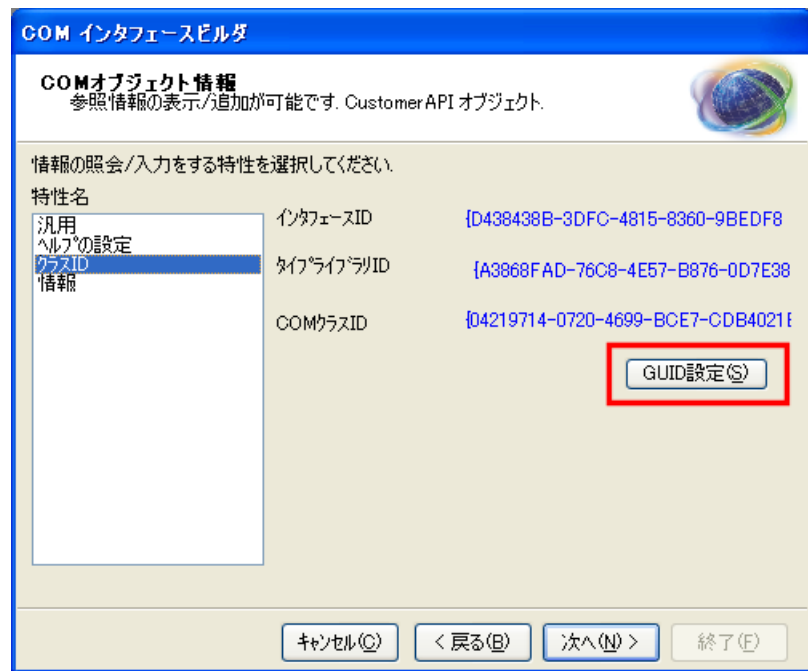 COM インタフェースビルダ
COMオブジェクト情報
参照情報の表示/追加が可能です. CustomerAPI オブジェクト.
情報の照会/入力をする特性を選択してください.
特性名
汎用
ヘルプの設定
クラスID
情報
インタフェースID {D438438B-3DFC-4815-8360-9BEDF8
タイプライブラリID {A3868FAD-76C8-4E57-B876-0D7E38
COMクラスID {04219714-0720-4699-BCE7-CDB4021E
GUID設定(S)
キャンセル(C) < 戻る(B) 次へ(N) > 終了(F)